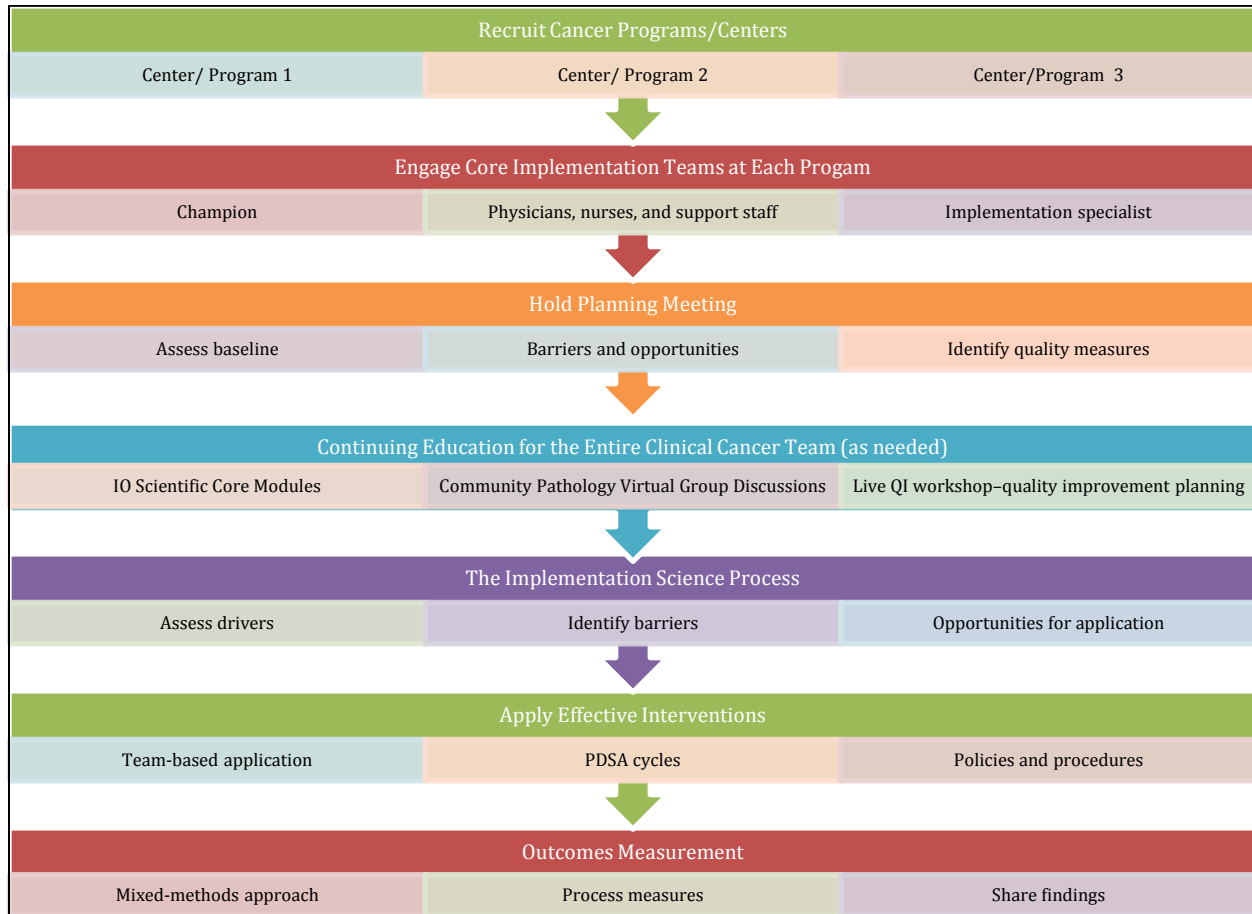 Recruit Cancer Programs/Centers
Center/ Program 1
Center/ Program 2
Center/Program 3
Engage Core Implementation Teams at Each Progam
Champion
Physicians, nurses, and support staff
Implementation specialist
Hold Planning Meeting
Assess baseline
Barriers and opportunities
Identify quality measures
Continuing Education for the Entire Clinical Cancer Team (as needed)
IO Scientific Core Modules
Community Pathology Virtual Group Discussions
Live QI workshop–quality improvement planning
The Implementation Science Process
Assess drivers
Identify barriers
Opportunities for application
Apply Effective Interventions
Team-based application
PDSA cycles
Policies and procedures
Outcomes Measurement
Mixed-methods approach
Process measures
Share findings